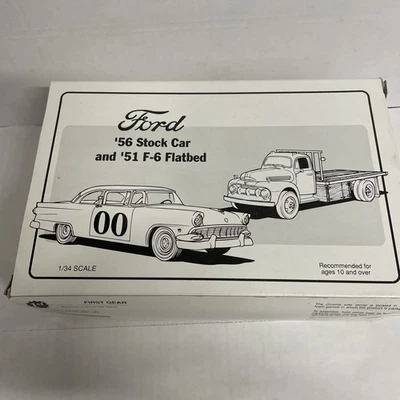 Ford
'56 Stock Car
and '51 F-6 Flatbed
00
1/34 SCALE
Recommended for
ages 10 and over
FIRST GEAR